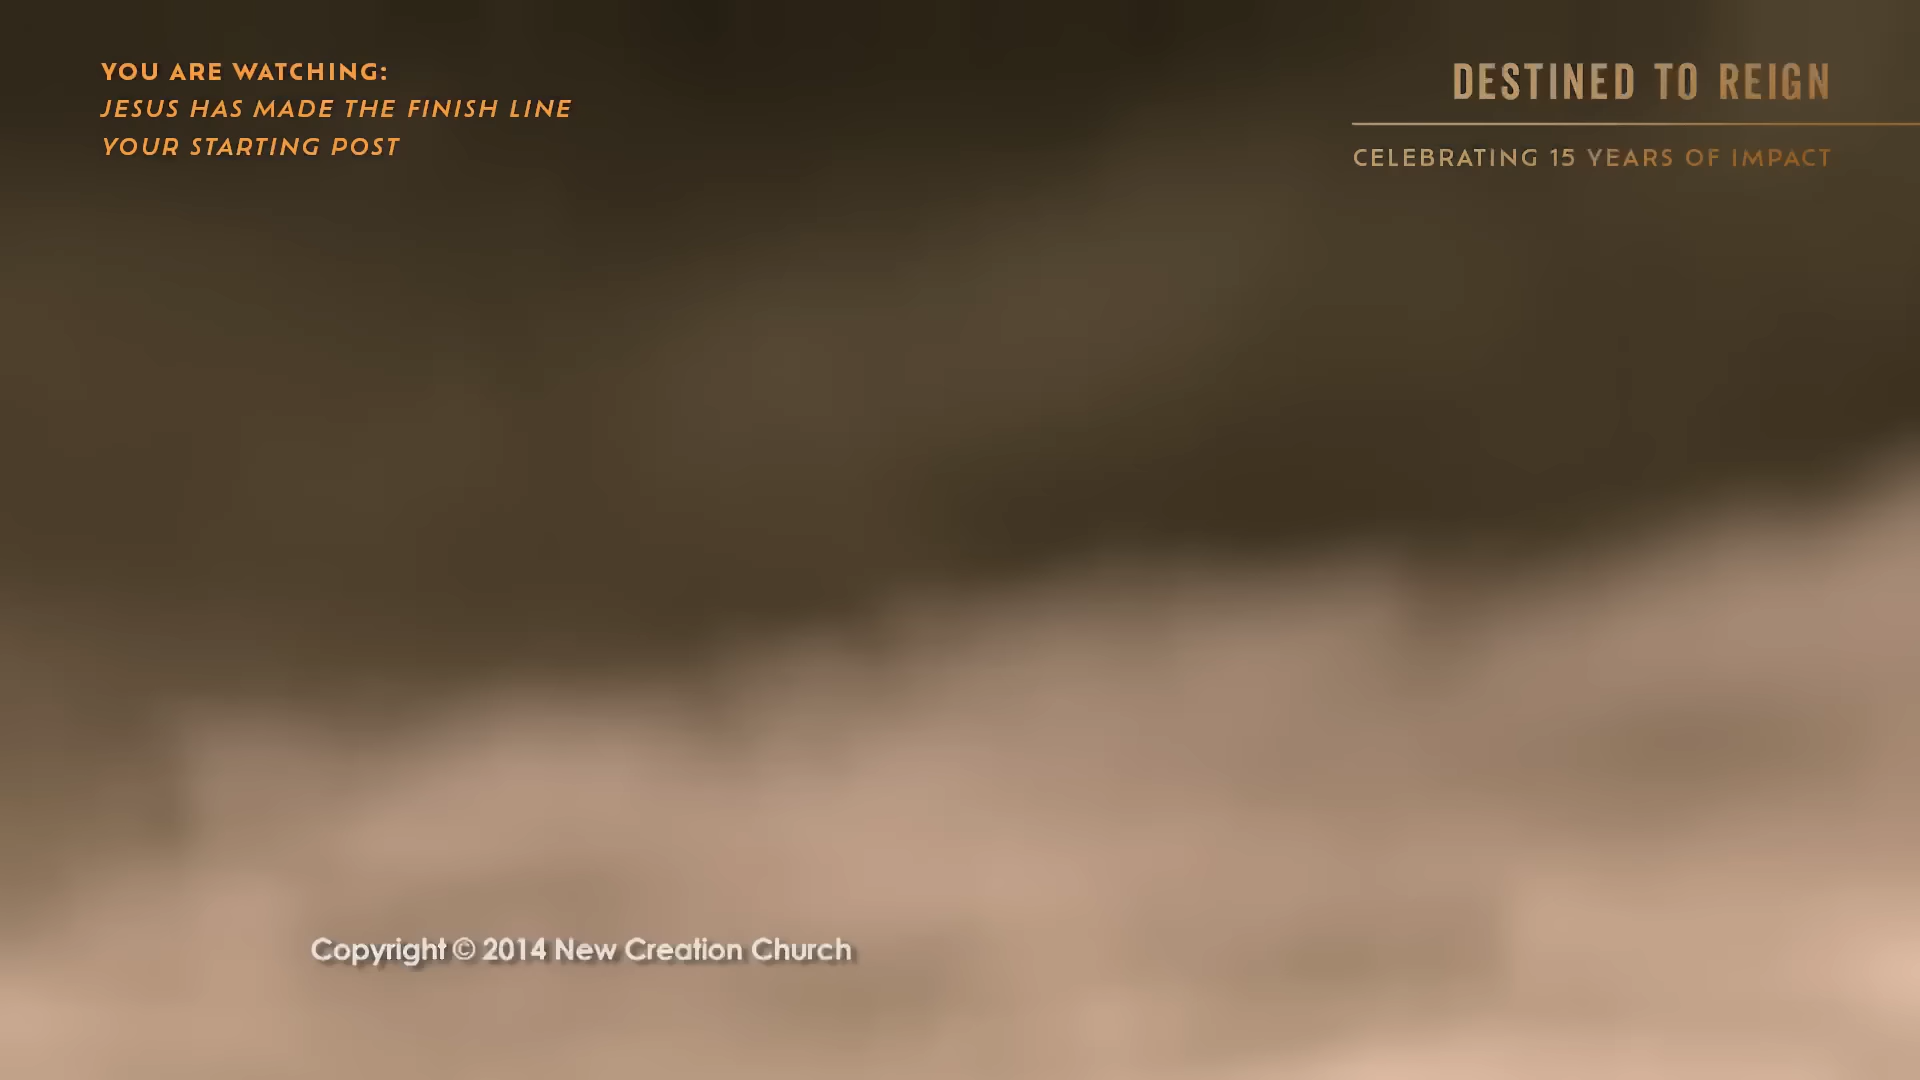 YOU ARE WATCHING:
JESUS HAS MADE THE FINISH LINE
YOUR STARTING POST
DESTINED TO REIGN
CELEBRATING 15 YEARS OF IMPACT
Copyright © 2014 New Creation Church